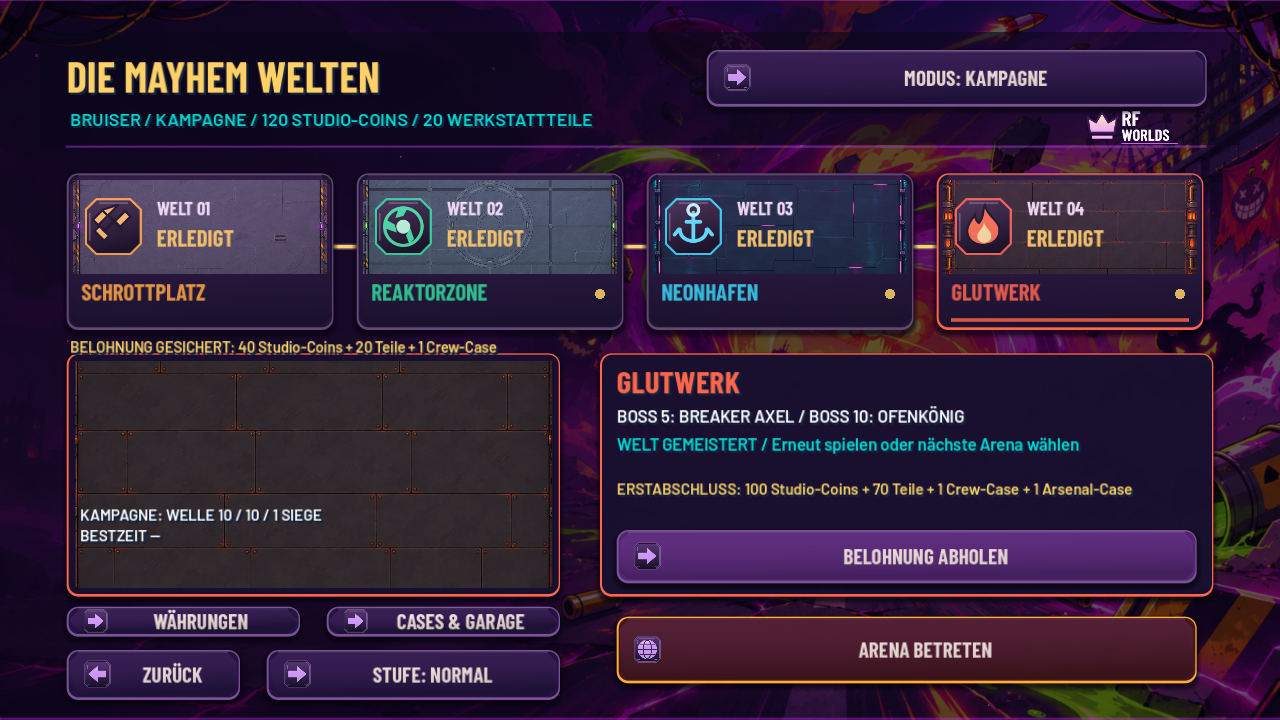 DIE MAYHEM WELTEN
MODUS: KAMPAGNE
BRUISER / KAMPAGNE / 120 STUDIO-COINS / 20 WERKSTATTTEILE
RF
WORLDS
WELT 01
ERLEDIGT
SCHROTTPLATZ
WELT 02
ERLEDIGT
REAKTORZONE
WELT 03
ERLEDIGT
NEONHAFEN
WELT 04
ERLEDIGT
GLUTWERK
BELOHNUNG GESICHERT: 40 Studio-Coins + 20 Teile + 1 Crew-Case
KAMPAGNE: WELLE 10 / 10 / 1 SIEGE
BESTZEIT —
GLUTWERK
BOSS 5: BREAKER AXEL / BOSS 10: OFENKÖNIG
WELT GEMEISTERT / Erneut spielen oder nächste Arena wählen
ERSTABSCHLUSS: 100 Studio-Coins + 70 Teile + 1 Crew-Case + 1 Arsenal-Case
BELOHNUNG ABHOLEN
WÄHRUNGEN
CASES & GARAGE
ZURÜCK
STUFE: NORMAL
ARENA BETRETEN